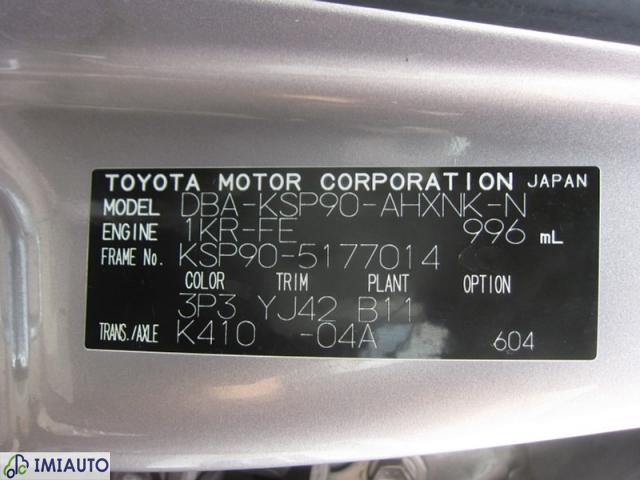 TOYOTA MOTOR CORPORATION JAPAN
MODEL DBA-KSP90-AHXNK-N
ENGINE 1KR-FE 996 mL
FRAME No. KSP90-5177014
COLOR TRIM PLANT OPTION
3P3 YJ42 B11
TRANS./AXLE K410 -04A 604
IMIAUTO